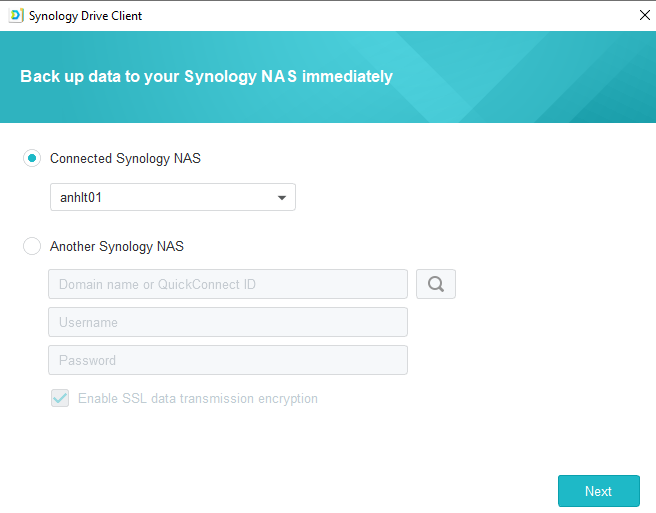 Synology Drive Client
Back up data to your Synology NAS immediately
Connected Synology NAS
anhlt01
Another Synology NAS
Domain name or QuickConnect ID
Username
Password
Enable SSL data transmission encryption
Next